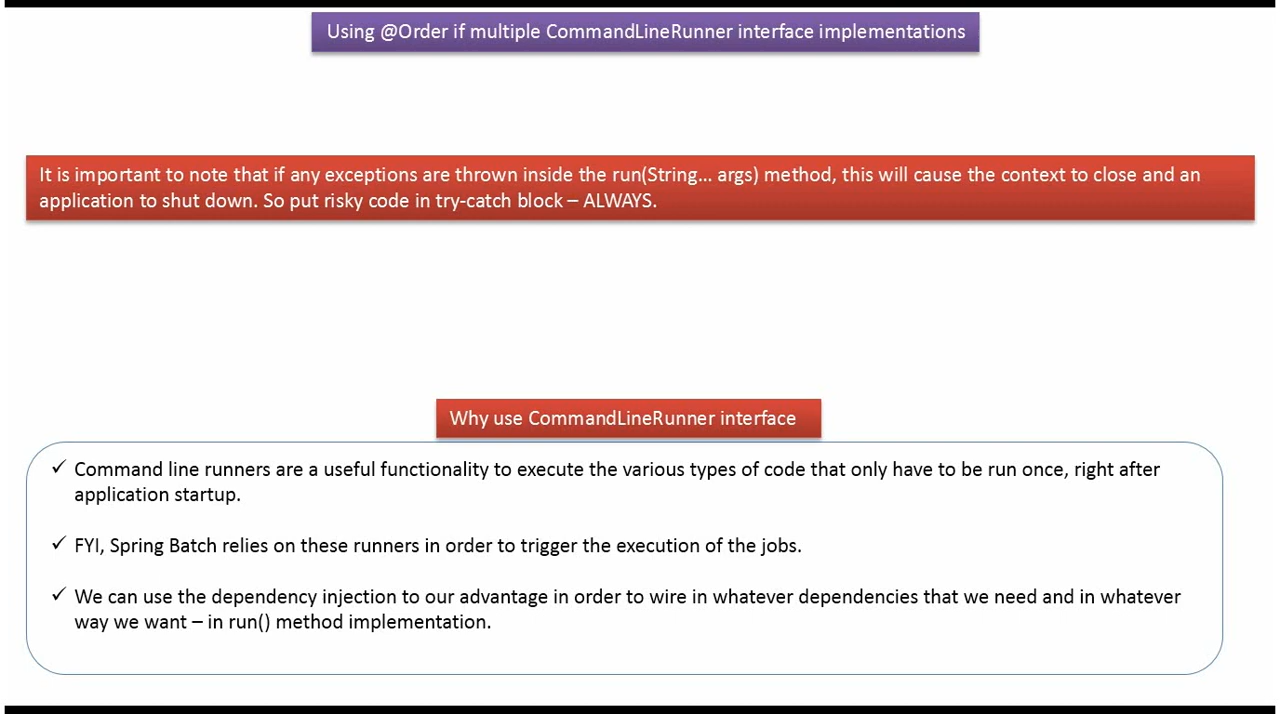 Using @Order if multiple CommandLineRunner interface implementations
It is important to note that if any exceptions are thrown inside the run(String… args) method, this will cause the context to close and an
application to shut down. So put risky code in try-catch block – ALWAYS.
Why use CommandLineRunner interface
✓ Command line runners are a useful functionality to execute the various types of code that only have to be run once, right after
application startup.
✓ FYI, Spring Batch relies on these runners in order to trigger the execution of the jobs.
✓ We can use the dependency injection to our advantage in order to wire in whatever dependencies that we need and in whatever
way we want – in run() method implementation.